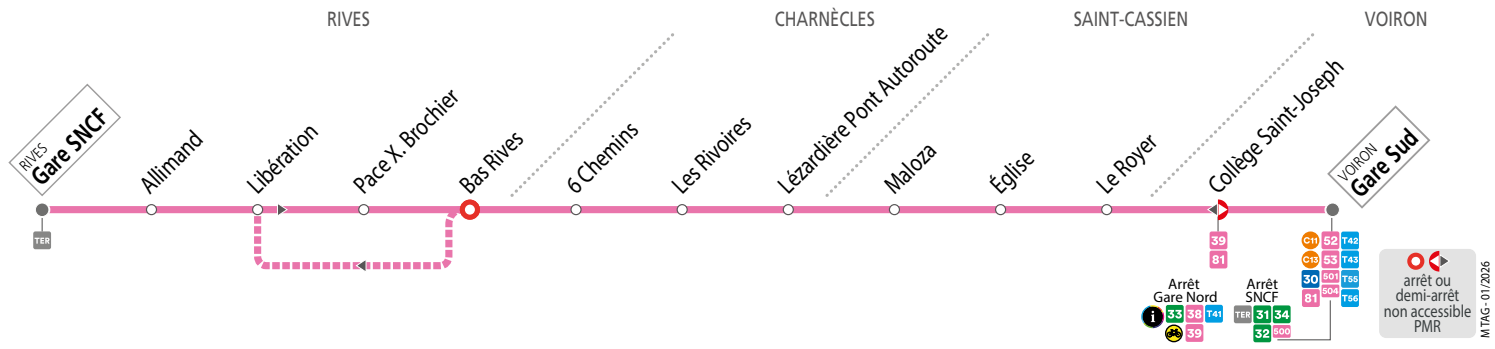 RIVES
CHARNÈCLES
SAINT-CASSIEN
VOIRON
RIVES
Gare SNCF
Allimand
Libération
Pace X. Brochier
Bas Rives
6 Chemins
Les Rivoires
Lézardière Pont Autoroute
Maloza
Église
Le Royer
Collège Saint-Joseph
VOIRON
Gare Sud
TER
39
81
C11 52 T42
C13 53 T43
30 501 T55
81 504 T56
Arrêt
Gare Nord
i 33 38 T41
39
Arrêt
SNCF
TER 31 34
32 500
arrêt ou
demi-arrêt
non accessible
PMR
M TAG - 01/2026